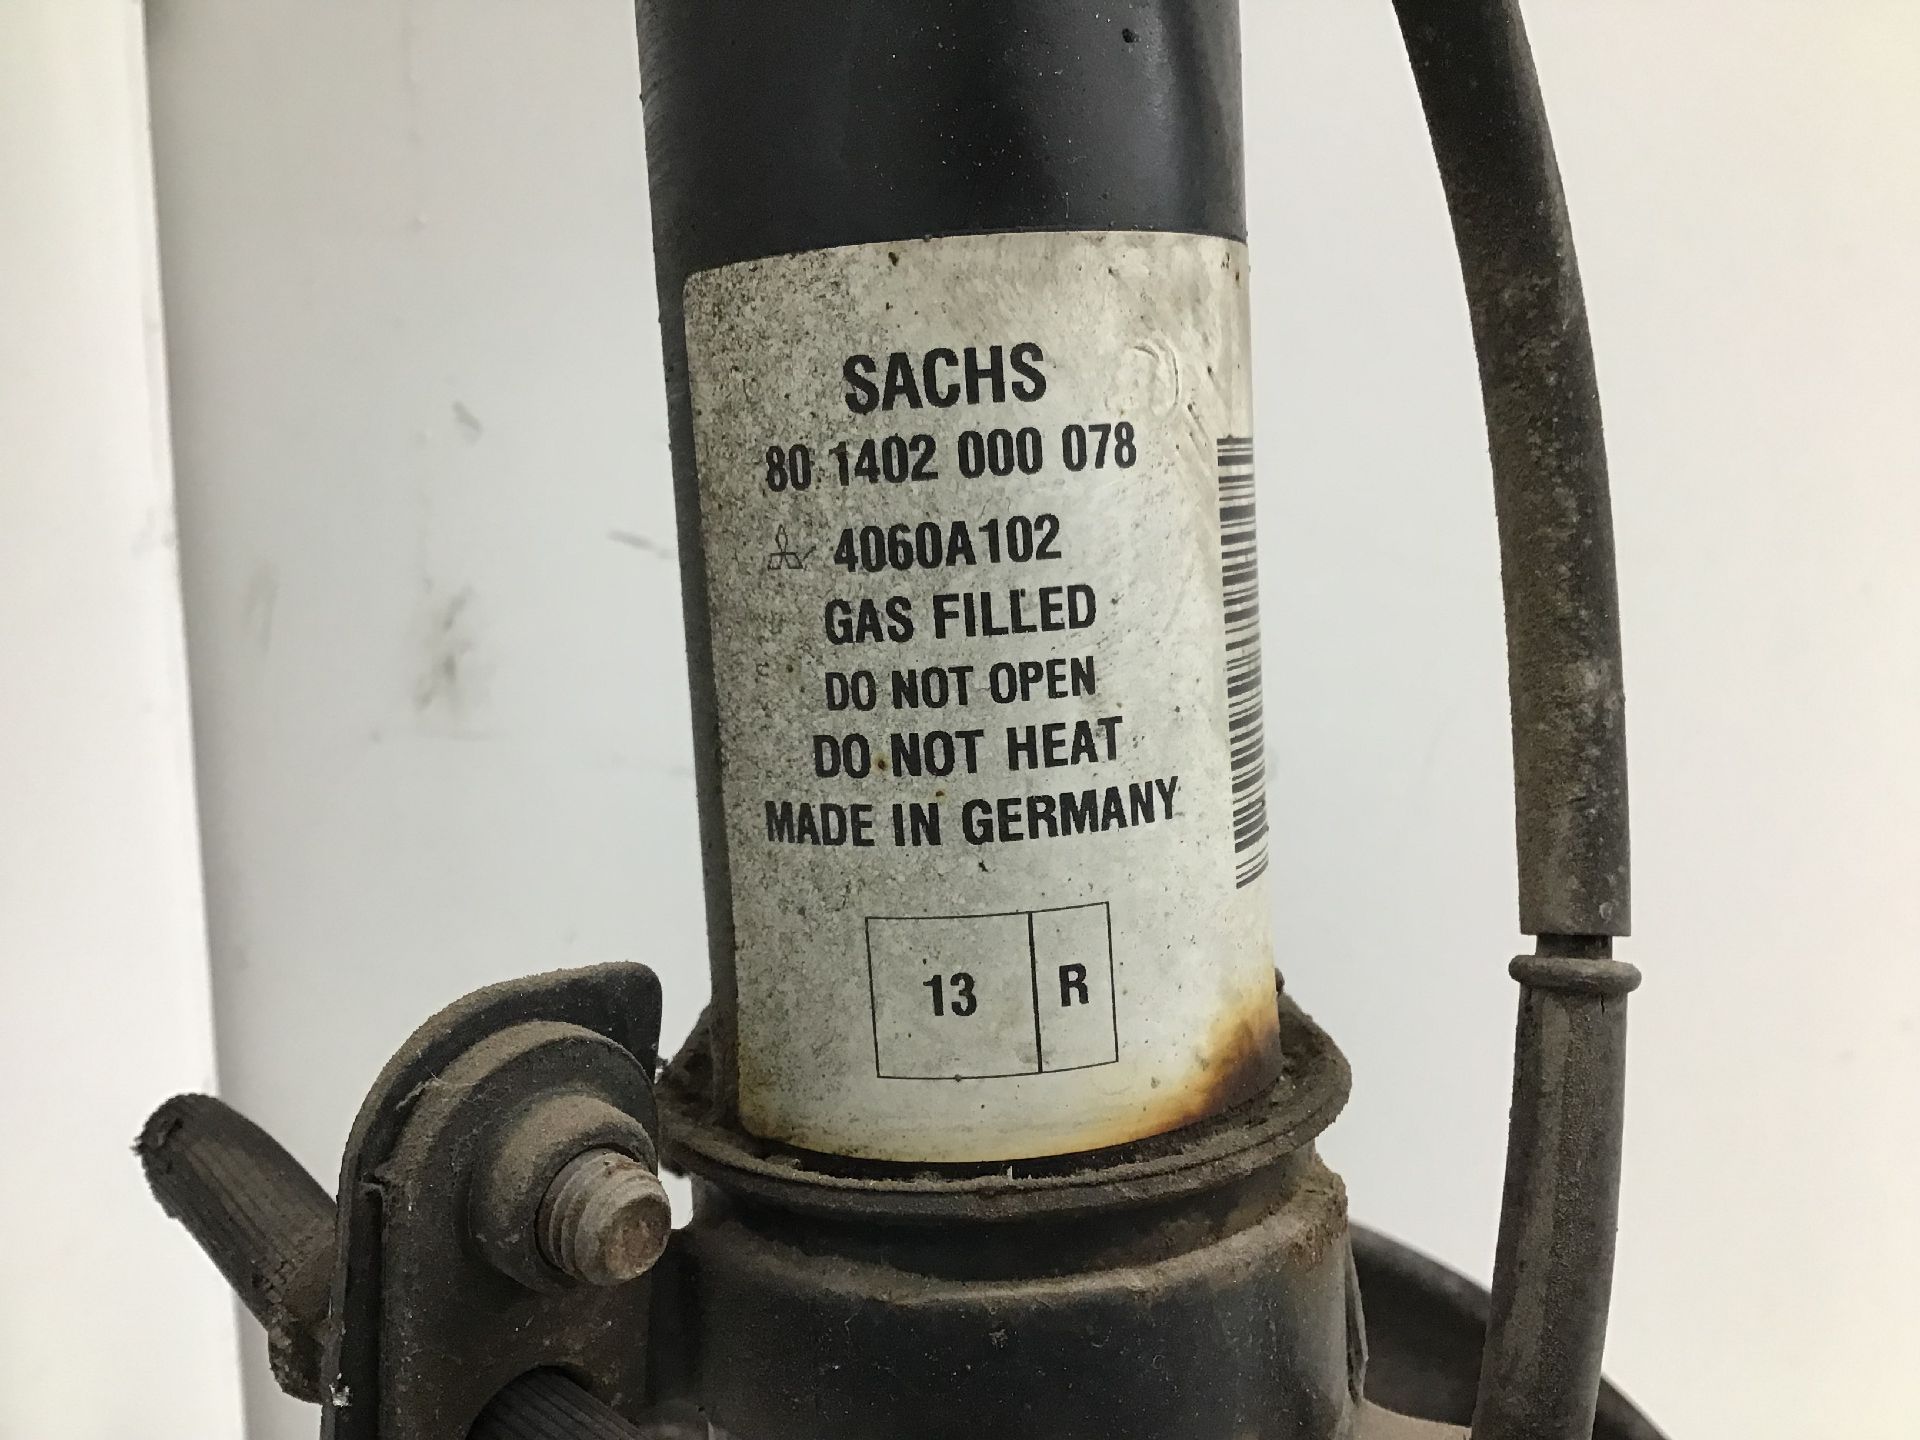 SACHS
80 1402 000 078
4060A102
GAS FILLED
DO NOT OPEN
DO NOT HEAT
MADE IN GERMANY
13 R